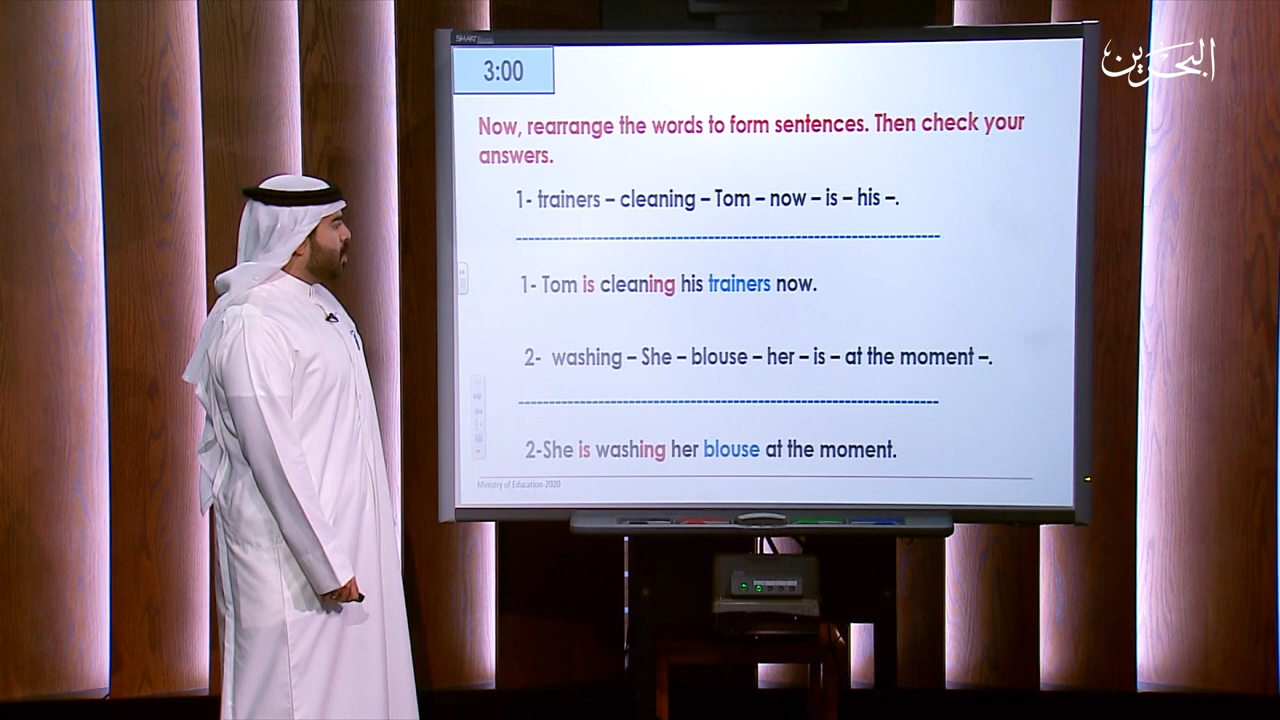 البحرين
SMART
3:00
Now, rearrange the words to form sentences. Then check your
answers.
1- trainers – cleaning – Tom – now – is – his –.
1- Tom is cleaning his trainers now.
2- washing – She – blouse – her – is – at the moment –.
2-She is washing her blouse at the moment.
Ministry of Education-2020